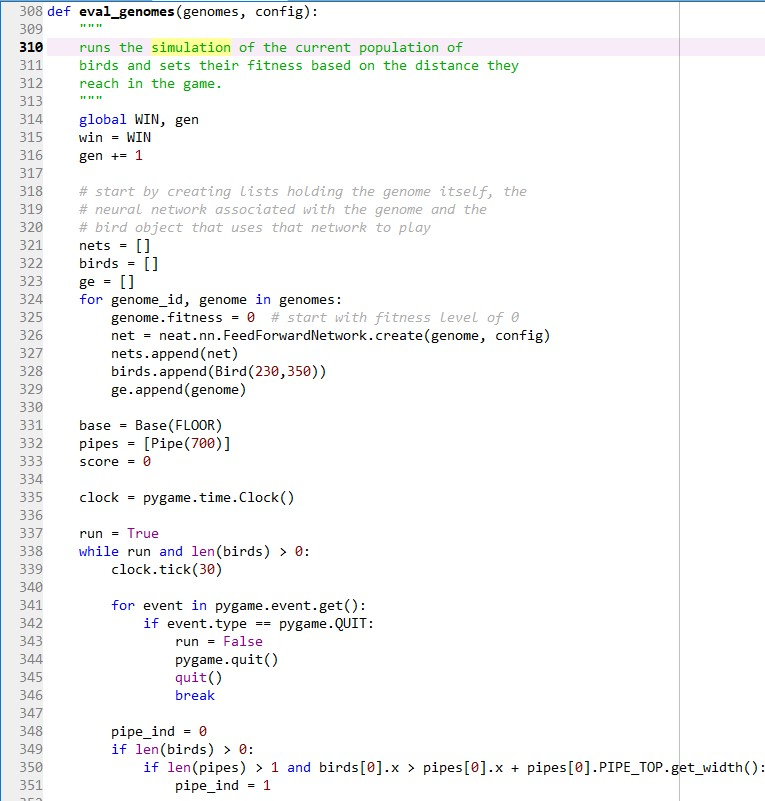 308 def eval_genomes(genomes, config):
309     """
310     runs the simulation of the current population of
311     birds and sets their fitness based on the distance they
312     reach in the game.
313     """
314     global WIN, gen
315     win = WIN
316     gen += 1
317
318     # start by creating lists holding the genome itself, the
319     # neural network associated with the genome and the
320     # bird object that uses that network to play
321     nets = []
322     birds = []
323     ge = []
324     for genome_id, genome in genomes:
325         genome.fitness = 0  # start with fitness level of 0
326         net = neat.nn.FeedForwardNetwork.create(genome, config)
327         nets.append(net)
328         birds.append(Bird(230,350))
329         ge.append(genome)
330
331     base = Base(FLOOR)
332     pipes = [Pipe(700)]
333     score = 0
334
335     clock = pygame.time.Clock()
336
337     run = True
338     while run and len(birds) > 0:
339         clock.tick(30)
340
341         for event in pygame.event.get():
342             if event.type == pygame.QUIT:
343                 run = False
344                 pygame.quit()
345                 quit()
346                 break
347
348         pipe_ind = 0
349         if len(birds) > 0:
350             if len(pipes) > 1 and birds[0].x > pipes[0].x + pipes[0].PIPE_TOP.get_width():
351                 pipe_ind = 1